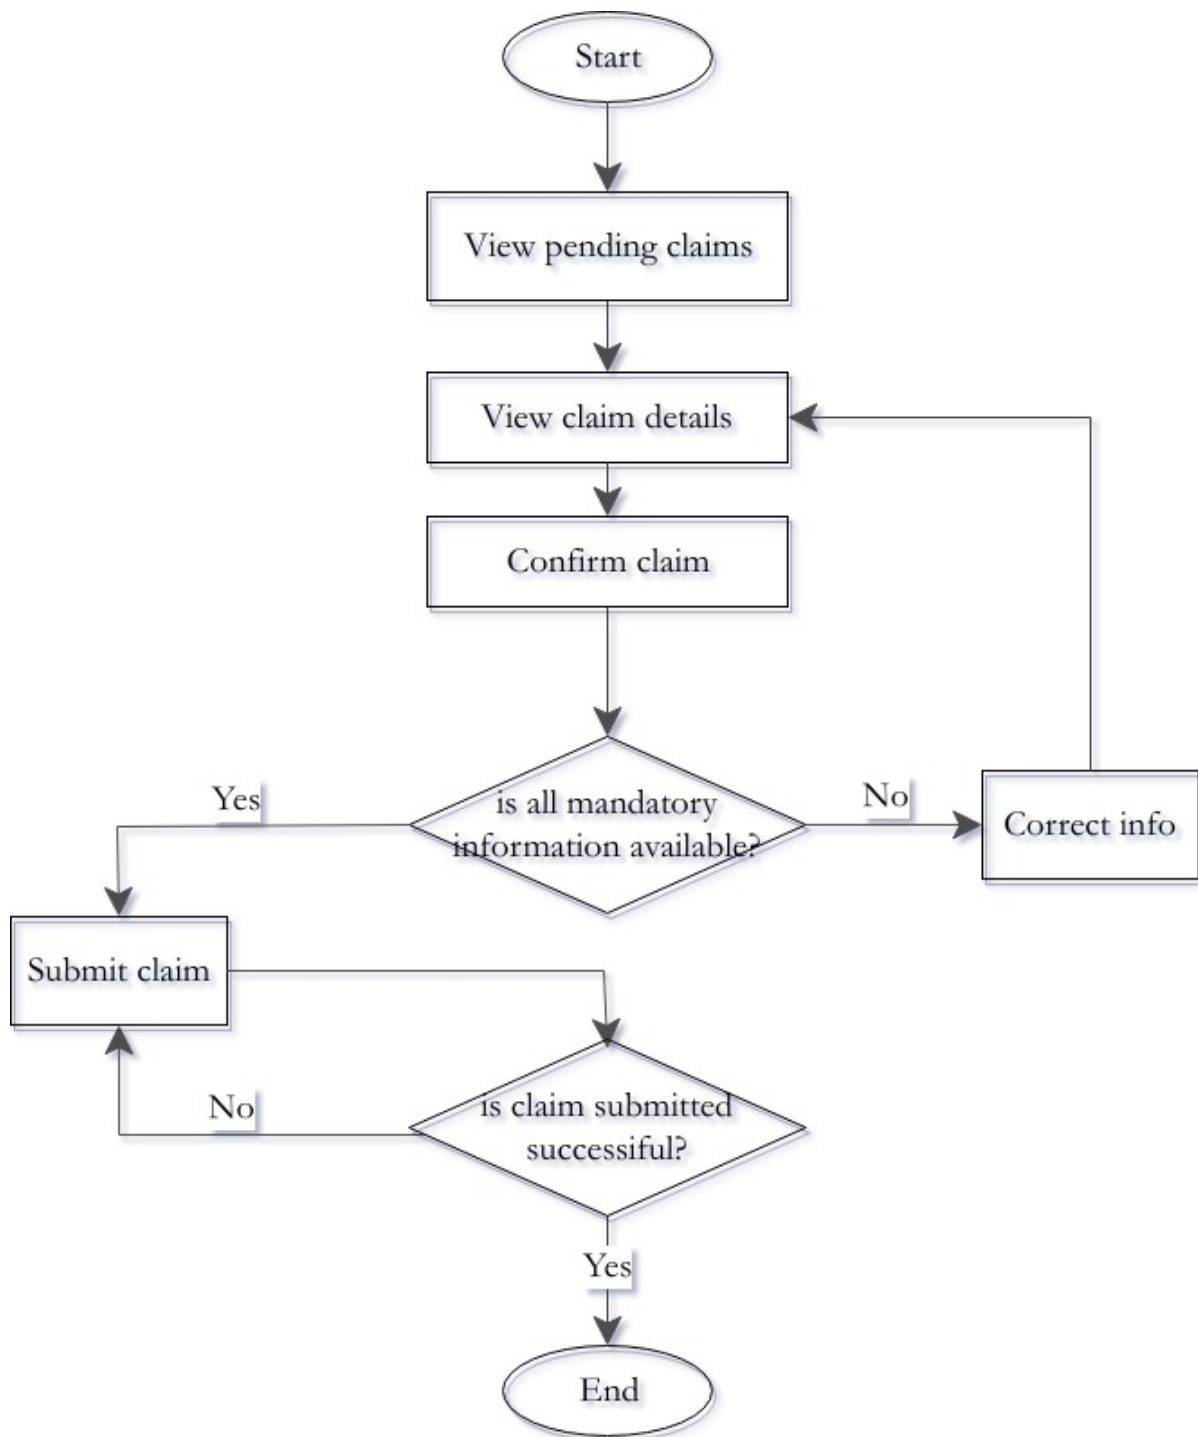 Start
View pending claims
View claim details
Confirm claim
is all mandatory
information available?
Yes
No
Correct info
Submit claim
is claim submitted
successiful?
No
Yes
End